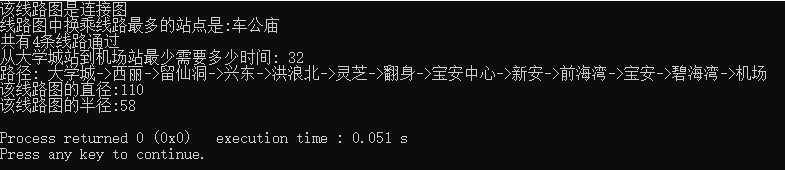 该线路图是连接图
线路图中换乘线路最多的站点是:车公庙
共有4条线路通过
从大学城站到机场站最少需要多少时间: 32
路径: 大学城->西丽->留仙洞->兴东->洪浪北->灵芝->翻身->宝安中心->新安->前海湾->宝安->碧海湾->机场
该线路图的直径:110
该线路图的半径:58
Process returned 0 (0x0)   execution time : 0.051 s
Press any key to continue.